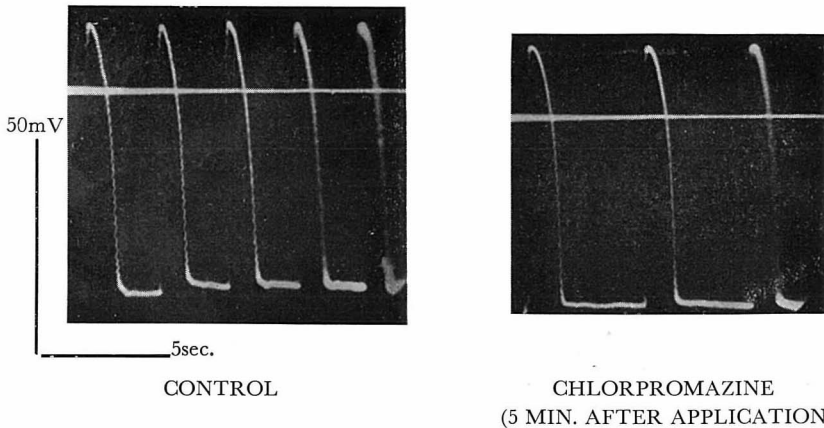 50mV
5sec.
CONTROL
CHLORPROMAZINE
(5 MIN. AFTER APPLICATION